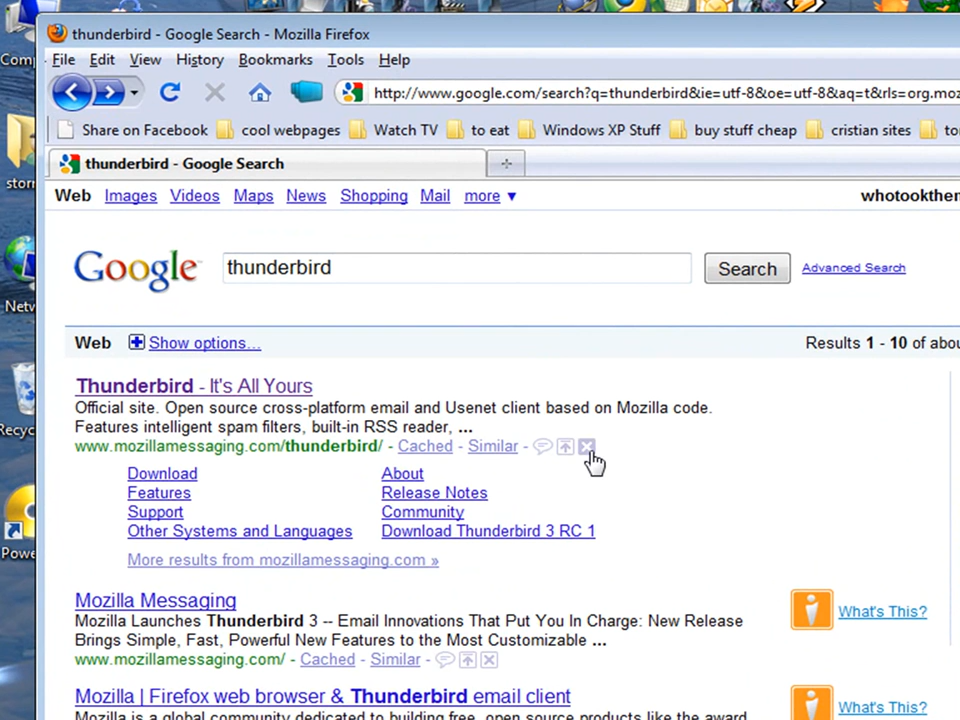 thunderbird - Google Search - Mozilla Firefox
File Edit View History Bookmarks Tools Help
http://www.google.com/search?q=thunderbird&ie=utf-8&oe=utf-8&aq=t&rls=org.moz
Share on Facebook cool webpages Watch TV to eat Windows XP Stuff buy stuff cheap cristian sites
thunderbird - Google Search
Web Images Videos Maps News Shopping Mail more ▼ whotookthem
Google thunderbird Search Advanced Search
Web Show options... Results 1 - 10 of abou
Thunderbird - It's All Yours
Official site. Open source cross-platform email and Usenet client based on Mozilla code.
Features intelligent spam filters, built-in RSS reader, ...
www.mozillamessaging.com/thunderbird/ - Cached - Similar -
Download About
Features Release Notes
Support Community
Other Systems and Languages Download Thunderbird 3 RC 1
More results from mozillamessaging.com »
Mozilla Messaging What's This?
Mozilla Launches Thunderbird 3 -- Email Innovations That Put You In Charge: New Release
Brings Simple, Fast, Powerful New Features to the Most Customizable ...
www.mozillamessaging.com/ - Cached - Similar -
Mozilla | Firefox web browser & Thunderbird email client What's This?
Mozilla is a global community dedicated to building free, open source products like the award
Comp
stor
Netw
Recyc
Powe